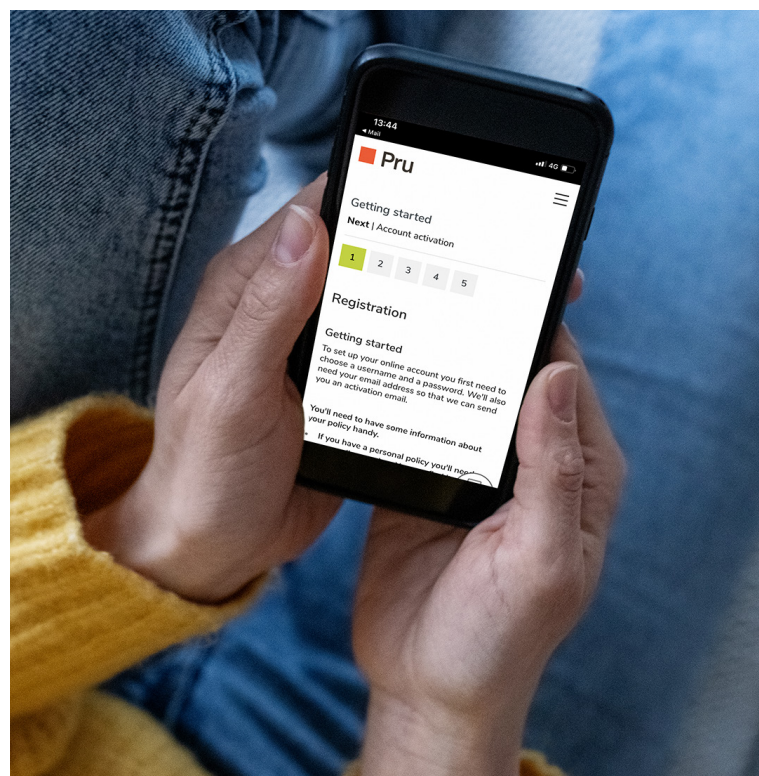 13:44
Mail
4G
Pru
Getting started
Next | Account activation
1 2 3 4 5
Registration
Getting started
To set up your online account you first need to
choose a username and a password. We'll also
need your email address so that we can send
you an activation email.
You'll need to have some information about
your policy handy.
• If you have a personal policy you'll need